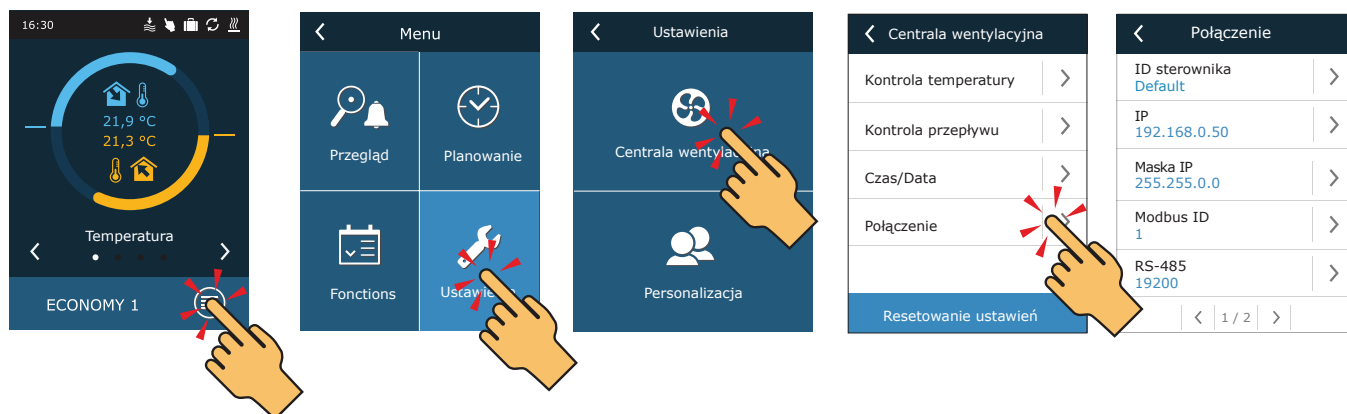 16:30
21,9 °C
21,3 °C
Temperatura
ECONOMY 1
Menu
Przegląd
Planowanie
Fonctions
Ustawienia
Ustawienia
Centrala wentylacyjna
Personalizacja
Centrala wentylacyjna
Kontrola temperatury
Kontrola przepływu
Czas/Data
Połączenie
Resetowanie ustawień
Połączenie
ID sterownika
Default
IP
192.168.0.50
Maska IP
255.255.0.0
Modbus ID
1
RS-485
19200
1 / 2